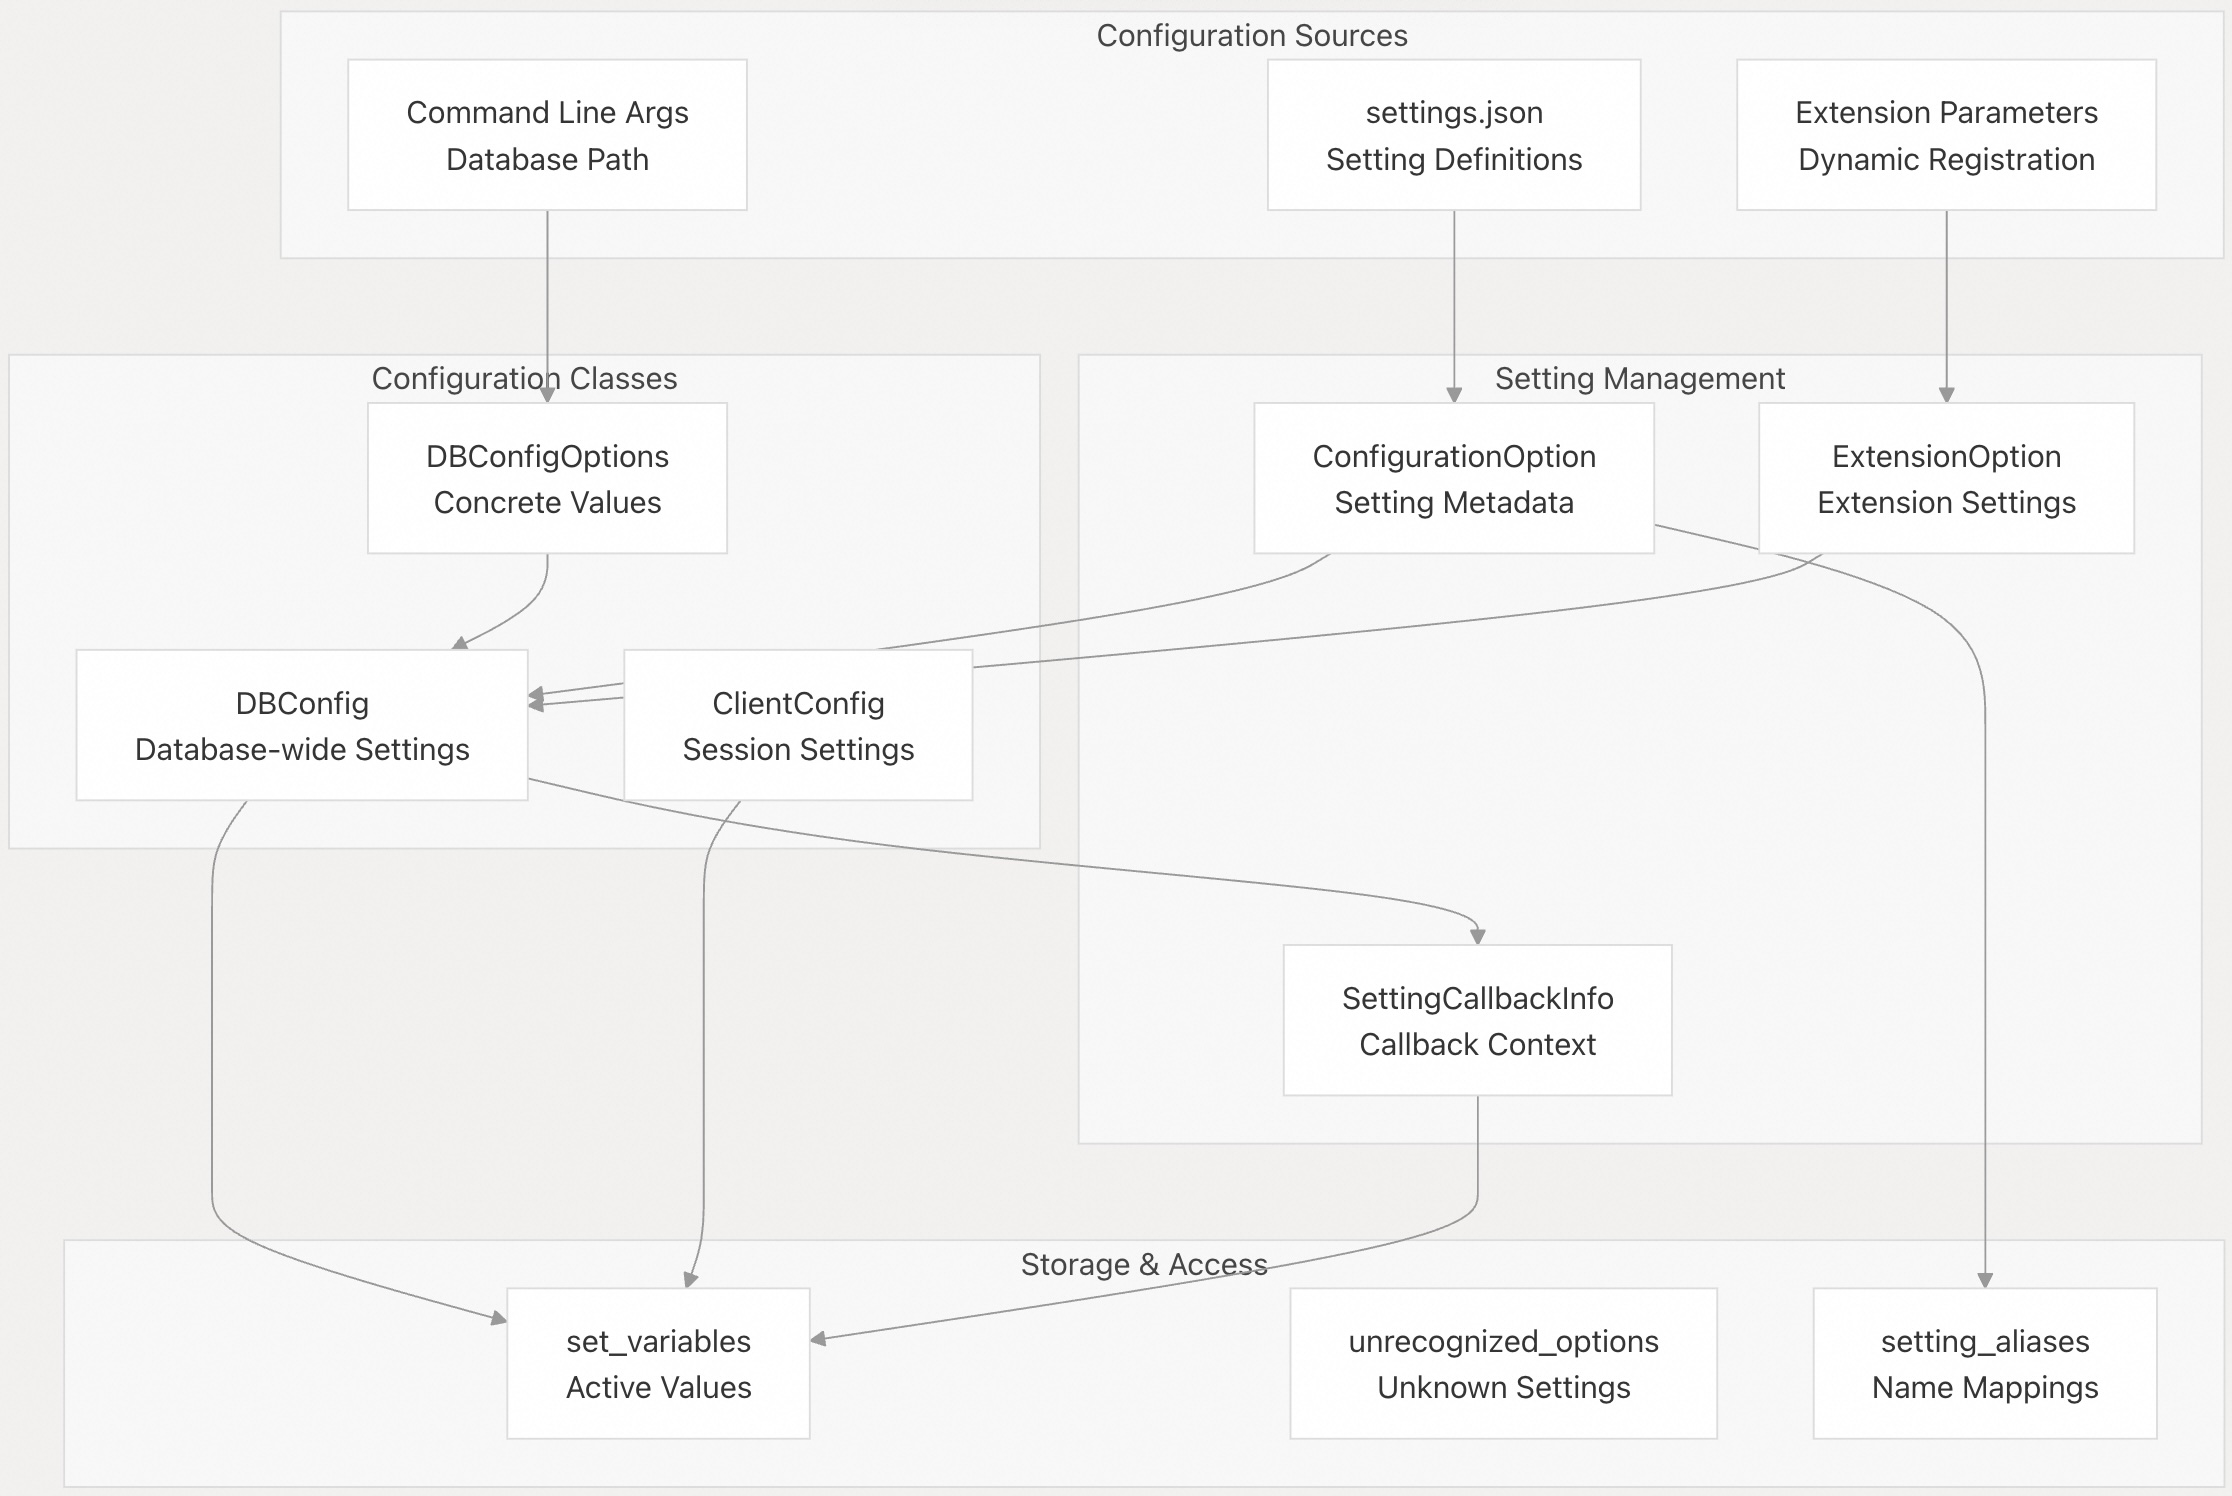 Configuration Sources
Command Line Args
Database Path
settings.json
Setting Definitions
Extension Parameters
Dynamic Registration
Configuration Classes
DBConfigOptions
Concrete Values
Setting Management
ConfigurationOption
Setting Metadata
ExtensionOption
Extension Settings
DBConfig
Database-wide Settings
ClientConfig
Session Settings
SettingCallbackInfo
Callback Context
Storage & Access
set_variables
Active Values
unrecognized_options
Unknown Settings
setting_aliases
Name Mappings